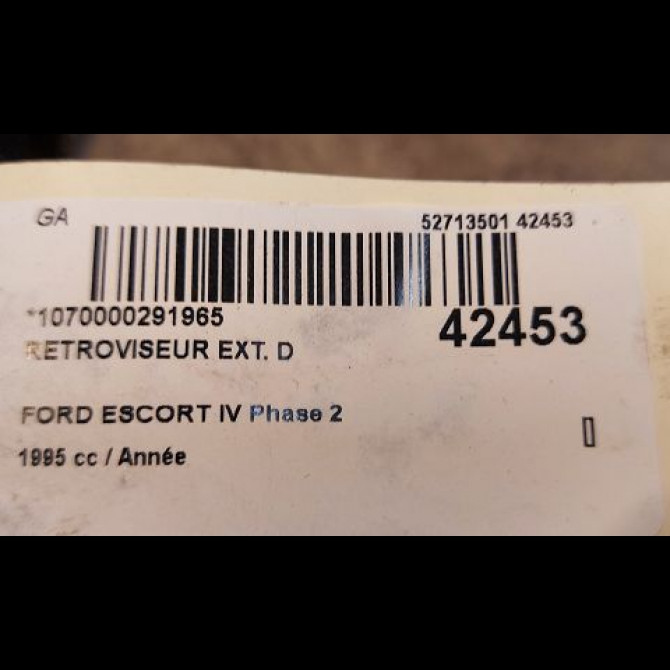 GA
52713501 42453
*1070000291965
42453
RETROVISEUR EXT. D
FORD ESCORT IV Phase 2
1995 cc / Année